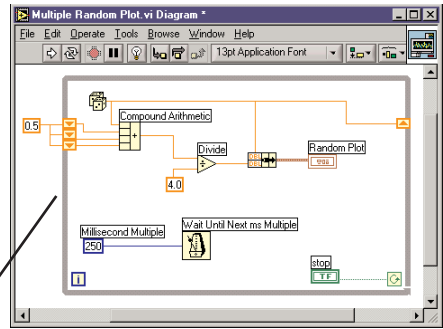 Multiple Random Plot.vi Diagram *
File Edit Operate Tools Browse Window Help
13pt Application Font
0.5
Compound Arithmetic
+
Divide
÷
4.0
Random Plot
Millisecond Multiple
250
Wait Until Next ms Multiple
stop
TF
i